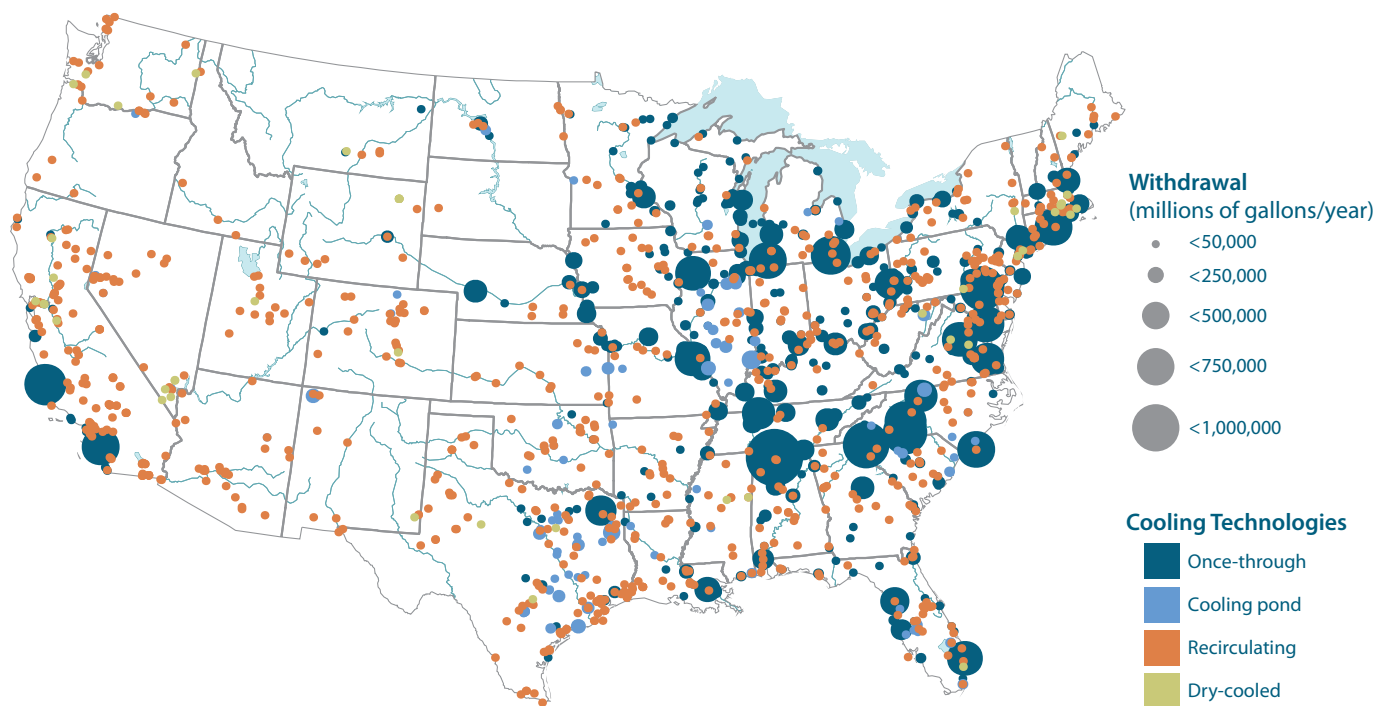 Withdrawal
(millions of gallons/year)
<50,000
<250,000
<500,000
<750,000
<1,000,000
Cooling Technologies
Once-through
Cooling pond
Recirculating
Dry-cooled